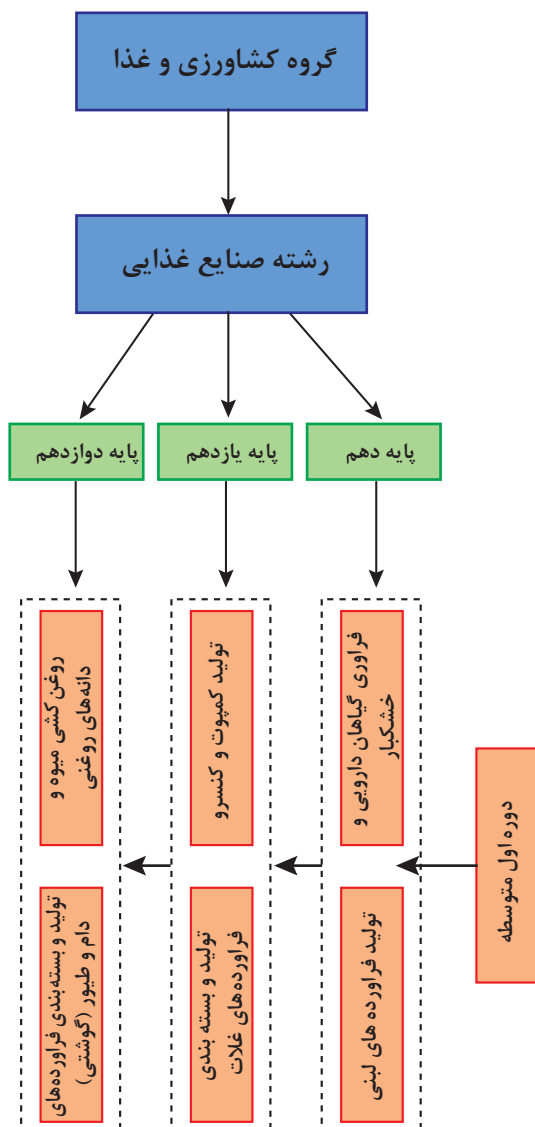 گروه کشاورزی و غذا
رشته صنایع غذایی
پایه دهم
پایه یازدهم
پایه دوازدهم
دوره اول متوسطه
فراوری گیاهان دارویی و
خشکبار
تولید فراورده های لبنی
تولید کمپوت و کنسرو
تولید و بسته بندی
فراورده‌های غلات
روغن کشی میوه و
دانه‌های روغنی
تولید و بسته‌بندی فراورده‌های
دام و طیور (گوشتی)